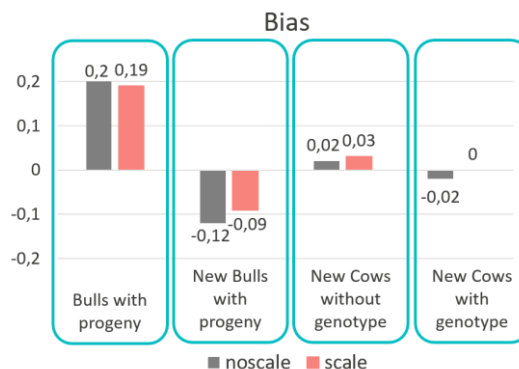 Bias
0,2
0,1
0
-0,1
-0,2
0,2
0,19
-0,12
-0,09
0,02
0,03
-0,02
0
Bulls with
progeny
New Bulls
with
progeny
New Cows
without
genotype
New Cows
with
genotype
noscale scale